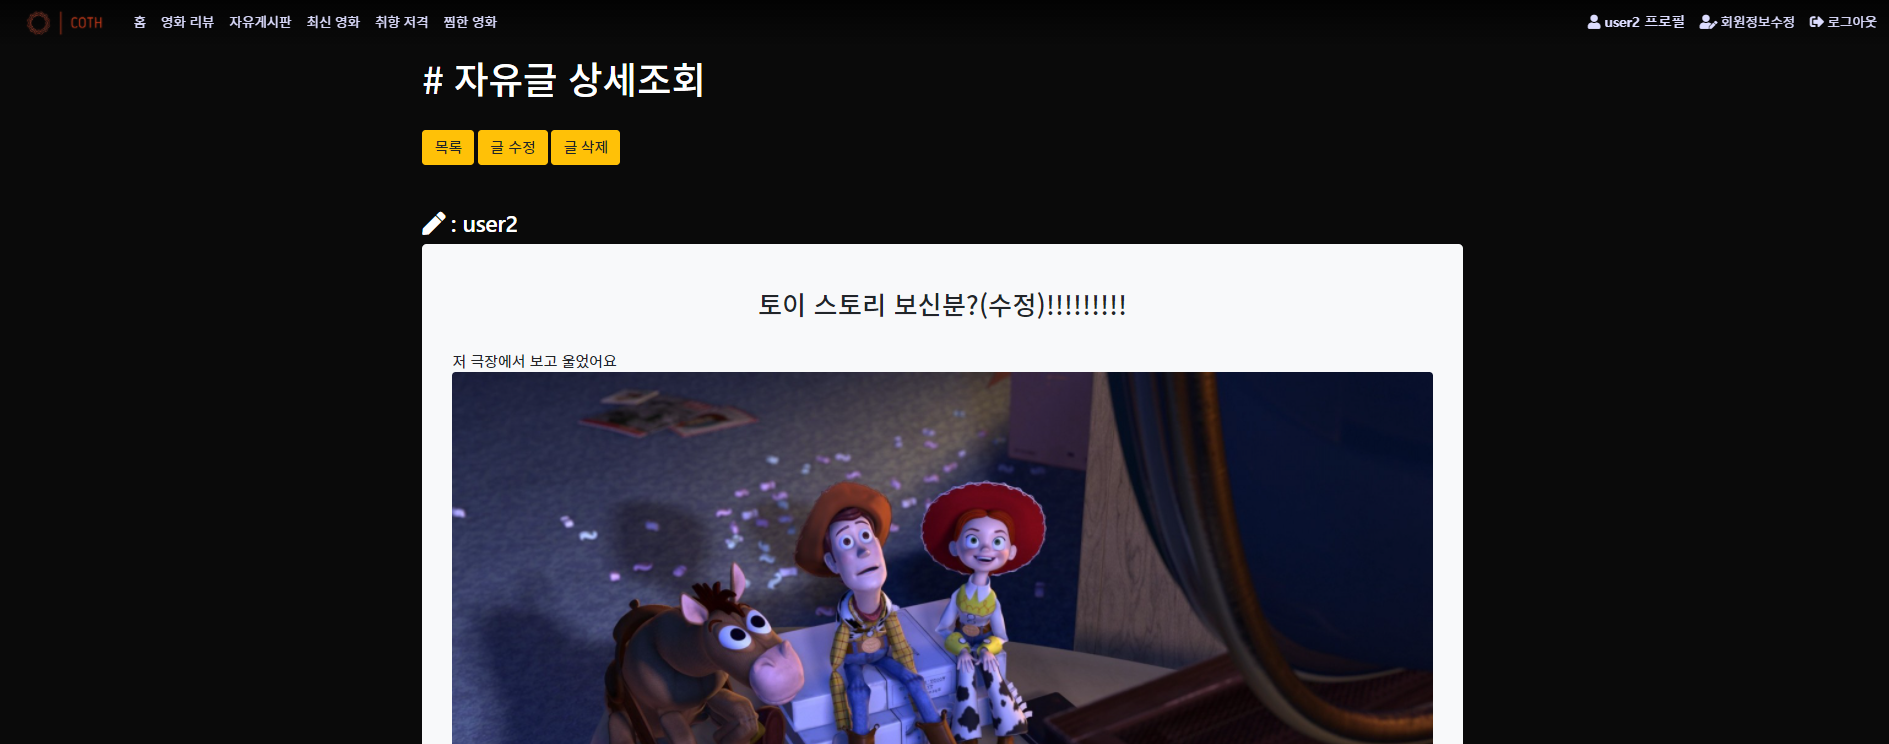 COTH 홈 영화 리뷰 자유게시판 최신 영화 취향 저격 찜한 영화 user2 프로필 회원정보수정 로그아웃
# 자유글 상세조회
목록 글 수정 글 삭제
: user2
토이 스토리 보신분?(수정)!!!!!!!!!
저 극장에서 보고 울었어요